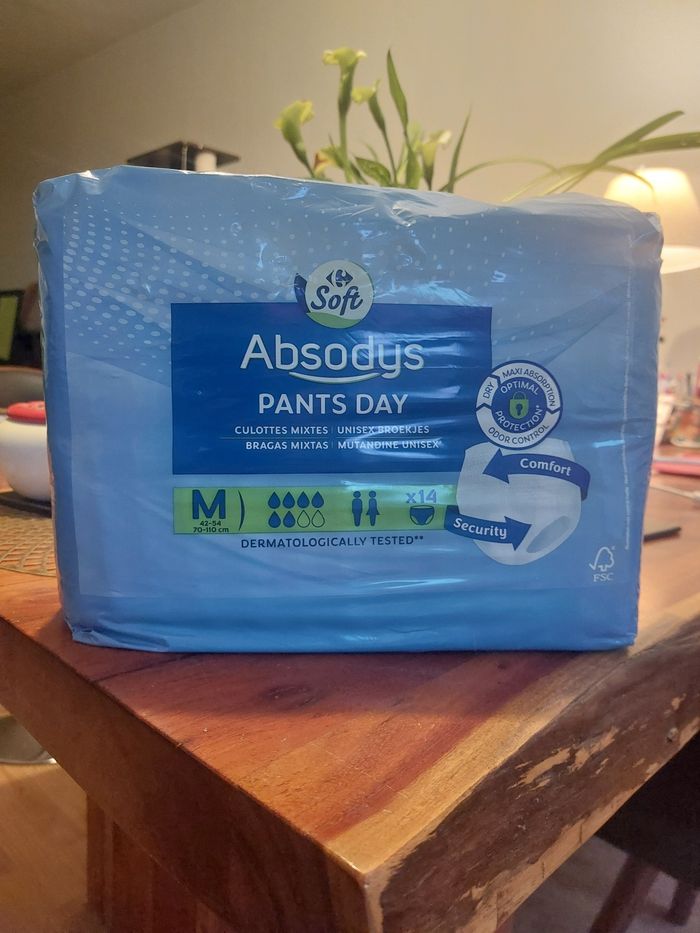 Soft
Absodys
PANTS DAY
CULOTTES MIXTES | UNISEX BROEKJES
BRAGAS MIXTAS | MUTANDINE UNISEX
DRY
MAXI ABSORPTION
OPTIMAL
PROTECTION*
ODOR CONTROL
Comfort
Security
M
42-54
70-110 cm
x14
DERMATOLOGICALLY TESTED**
FSC